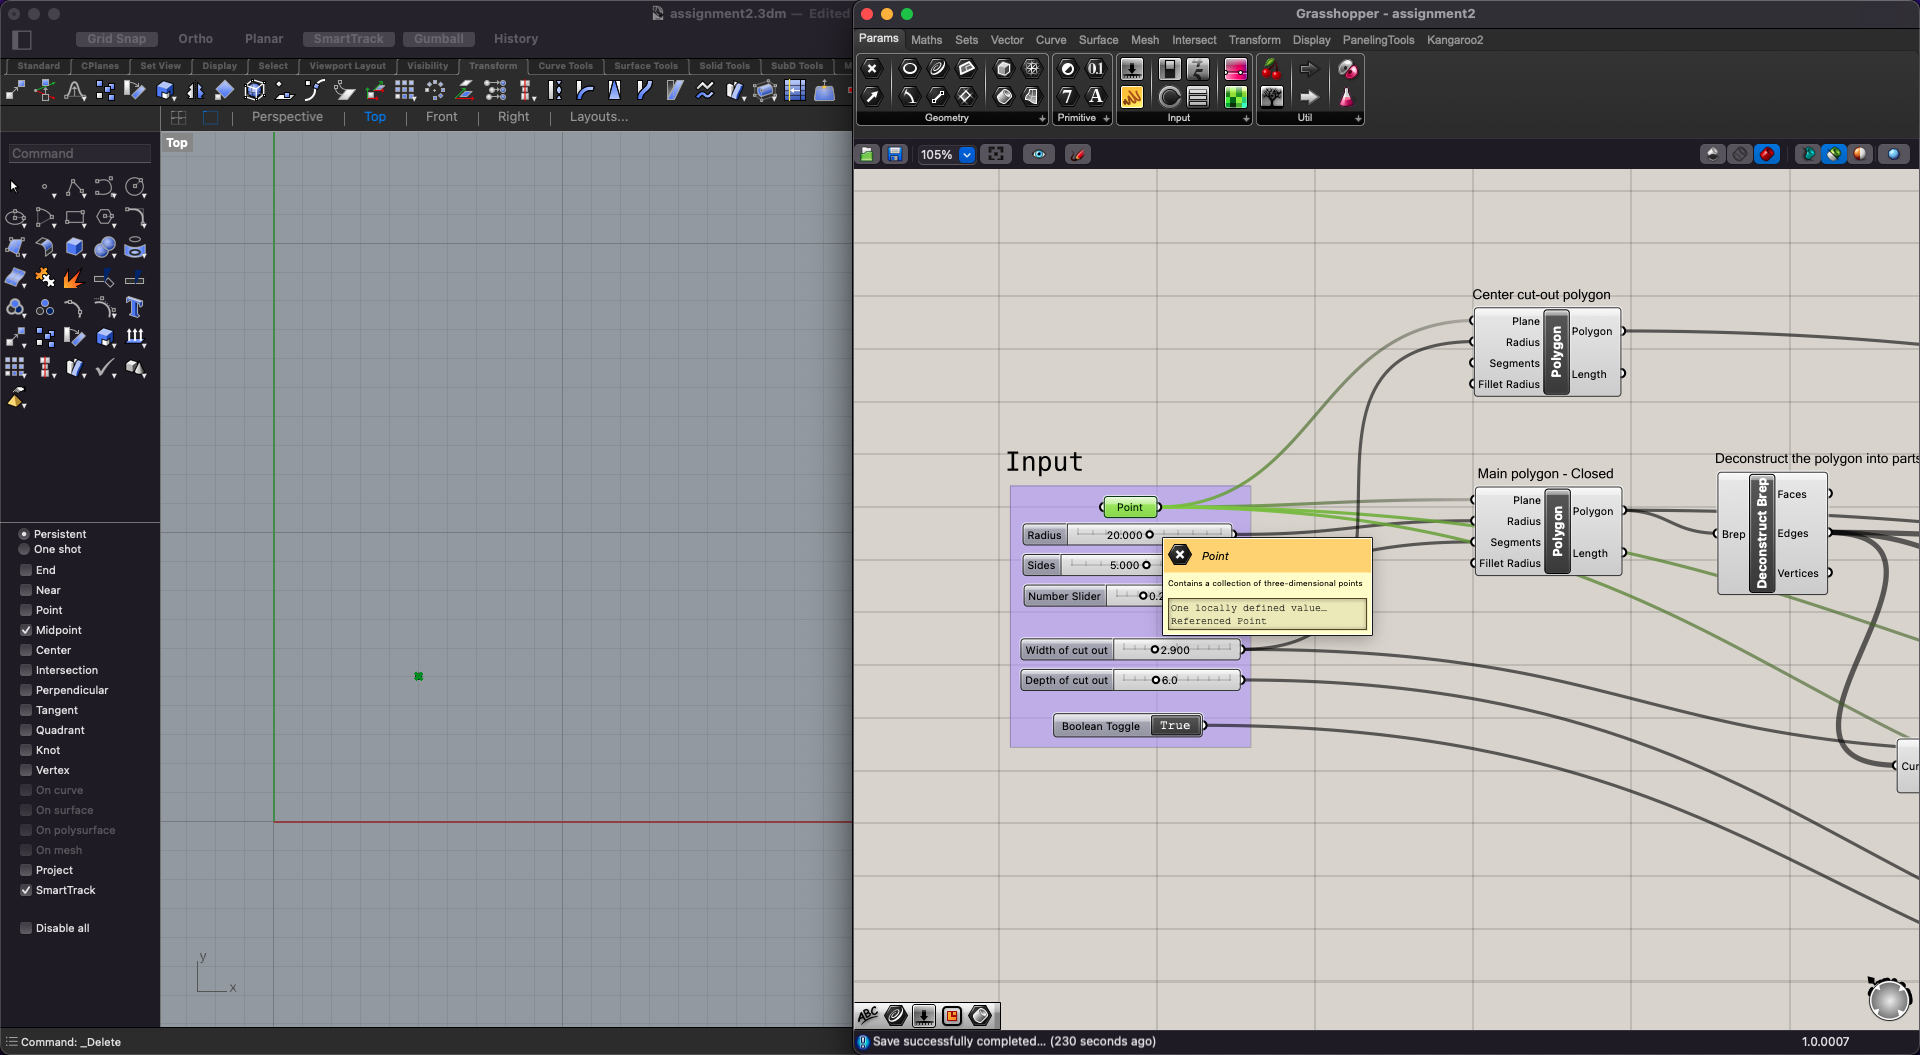 assignment2.3dm — Edited
Grid Snap
Ortho
Planar
SmartTrack
Gumball
History
Standard
CPlanes
Set View
Display
Select
Viewport Layout
Visibility
Transform
Curve Tools
Surface Tools
Solid Tools
SubD Tools
Perspective
Top
Front
Right
Layouts...
Command
Top
Persistent
One shot
End
Near
Point
Midpoint
Center
Intersection
Perpendicular
Tangent
Quadrant
Knot
Vertex
On curve
On surface
On polysurface
On mesh
Project
SmartTrack
Disable all
y
x
Command: _Delete
Grasshopper - assignment2
Params
Maths
Sets
Vector
Curve
Surface
Mesh
Intersect
Transform
Display
PanelingTools
Kangaroo2
Geometry
Primitive
Input
Util
105%
Center cut-out polygon
Plane
Radius
Segments
Fillet Radius
Polygon
Polygon
Length
Input
Point
Radius
20.000
Sides
5.000
Number Slider
Width of cut out
2.900
Depth of cut out
6.0
Boolean Toggle
True
Point
Contains a collection of three-dimensional points
One locally defined value…
Referenced Point
Main polygon - Closed
Plane
Radius
Segments
Fillet Radius
Polygon
Polygon
Length
Deconstruct the polygon into parts
Brep
Deconstruct Brep
Faces
Edges
Vertices
Cur
ABC
Save successfully completed... (230 seconds ago)
1.0.0007